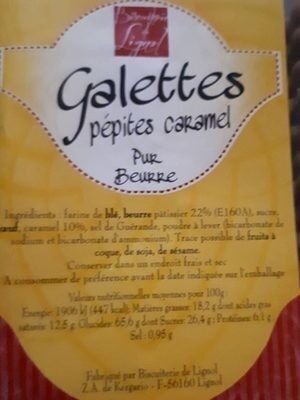 Biscuiterie
de
Lignol
Galettes
pépites caramel
Pur
Beurre
Ingrédients : farine de blé, beurre pâtissier 22% (E160A), sucre,
œuf, caramel 10%, sel de Guérande, poudre à lever (bicarbonate de
sodium et bicarbonate d'ammonium). Trace possible de fruits à
coque, de soja, de sésame.
Conserver dans un endroit frais et sec
A consommer de préférence avant la date indiquée sur l'emballage
Valeurs nutritionnelles moyennes pour 100g :
Energie: 1906 kJ (447 kcal); Matières grasses: 18,2 g dont acides gras
saturés: 12,5 g; Glucides: 65,6 g dont Sucres: 26,4 g; Protéines: 6,1 g
Sel : 0,95 g
Fabriqué par Biscuiterie de Lignol
Z. A. de Kergario - F-56160 Lignol